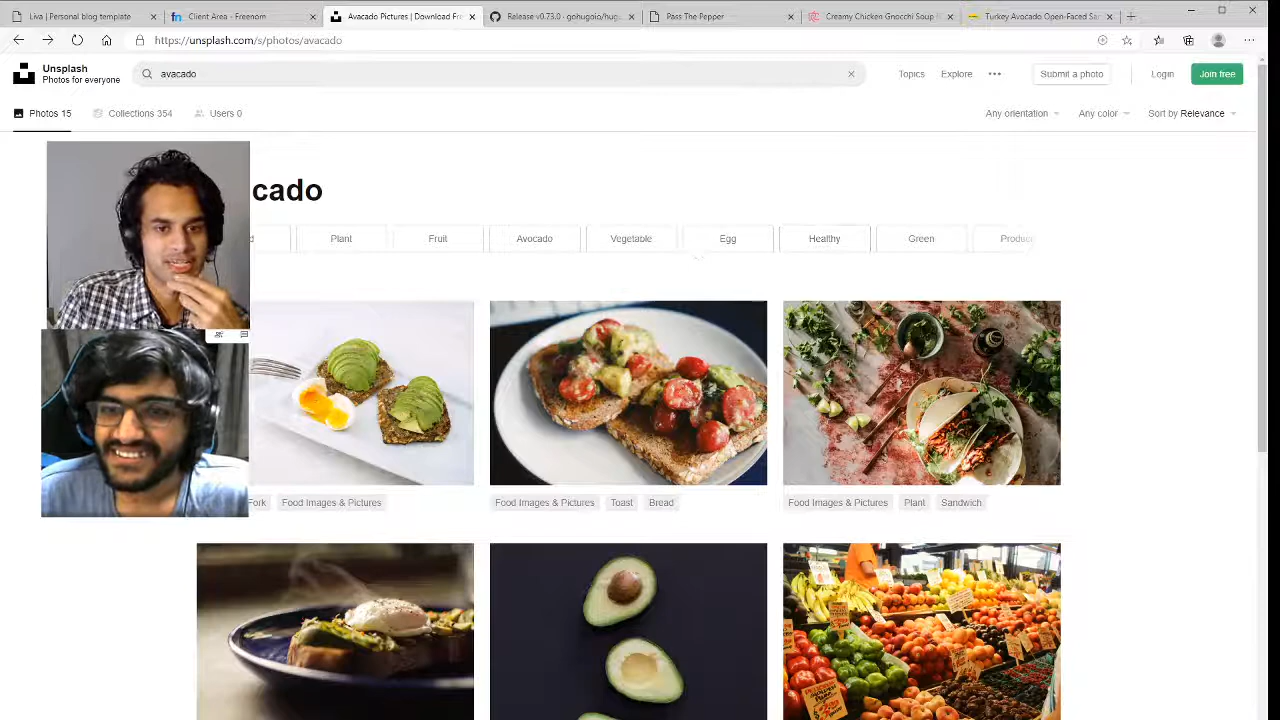 Liva | Personal blog template
Client Area - Freenom
Avacado Pictures | Download Fr
Release v0.73.0 · gohugoio/hug
Pass The Pepper
Creamy Chicken Gnocchi Soup R
Turkey Avocado Open-Faced Sa
https://unsplash.com/s/photos/avacado
Unsplash
Photos for everyone
avacado
Topics
Explore
Submit a photo
Login
Join free
Photos 15
Collections 354
Users 0
Any orientation
Any color
Sort by Relevance
cado
d
Plant
Fruit
Avocado
Vegetable
Egg
Healthy
Green
Produc
Fork
Food Images & Pictures
Food Images & Pictures
Toast
Bread
Food Images & Pictures
Plant
Sandwich